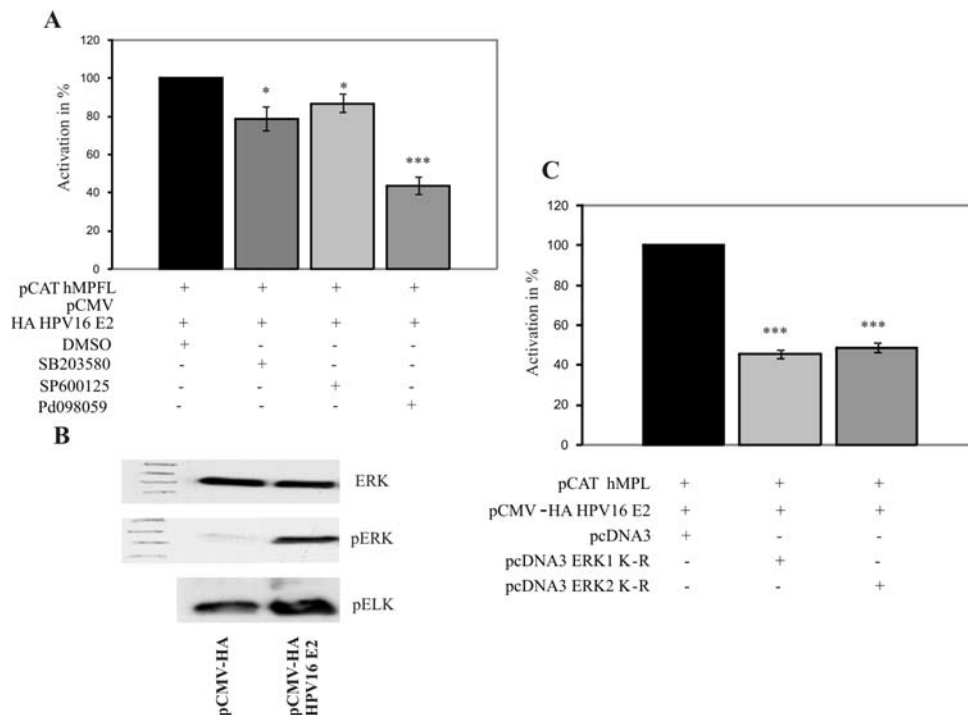 A
120
100
80
60
40
20
0
Activation in %
*
*
***
pCAT hMPFL + + + +
pCMV
HA HPV16 E2 + + + +
DMSO + - - -
SB203580 - + - -
SP600125 - - + -
Pd098059 - - - +
B
ERK
pERK
pELK
pCMV-HA
pCMV-HA
HPV16 E2
C
120
100
80
60
40
20
0
Activation in %
***
***
pCAT hMPL + + +
pCMV-HA HPV16 E2 + + +
pcDNA3 + - -
pcDNA3 ERK1 K-R - + -
pcDNA3 ERK2 K-R - - +